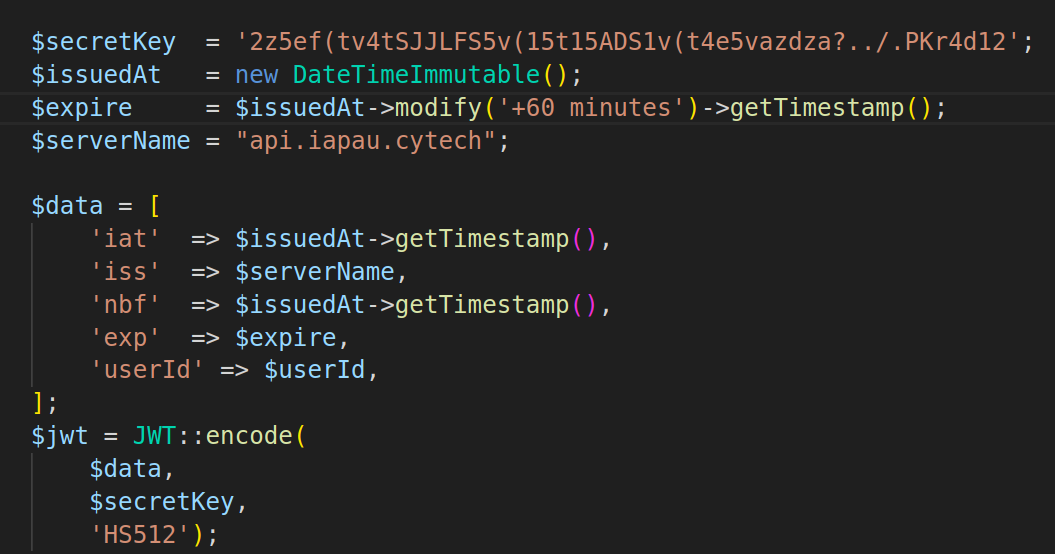 $secretKey  = '2z5ef(tv4tSJJLFS5v(15t15ADS1v(t4e5vazdza?../.PKr4d12';
$issuedAt   = new DateTimeImmutable();
$expire     = $issuedAt->modify('+60 minutes')->getTimestamp();
$serverName = "api.iapau.cytech";
$data = [
    'iat'  => $issuedAt->getTimestamp(),
    'iss'  => $serverName,
    'nbf'  => $issuedAt->getTimestamp(),
    'exp'  => $expire,
    'userId' => $userId,
];
$jwt = JWT::encode(
    $data,
    $secretKey,
    'HS512');